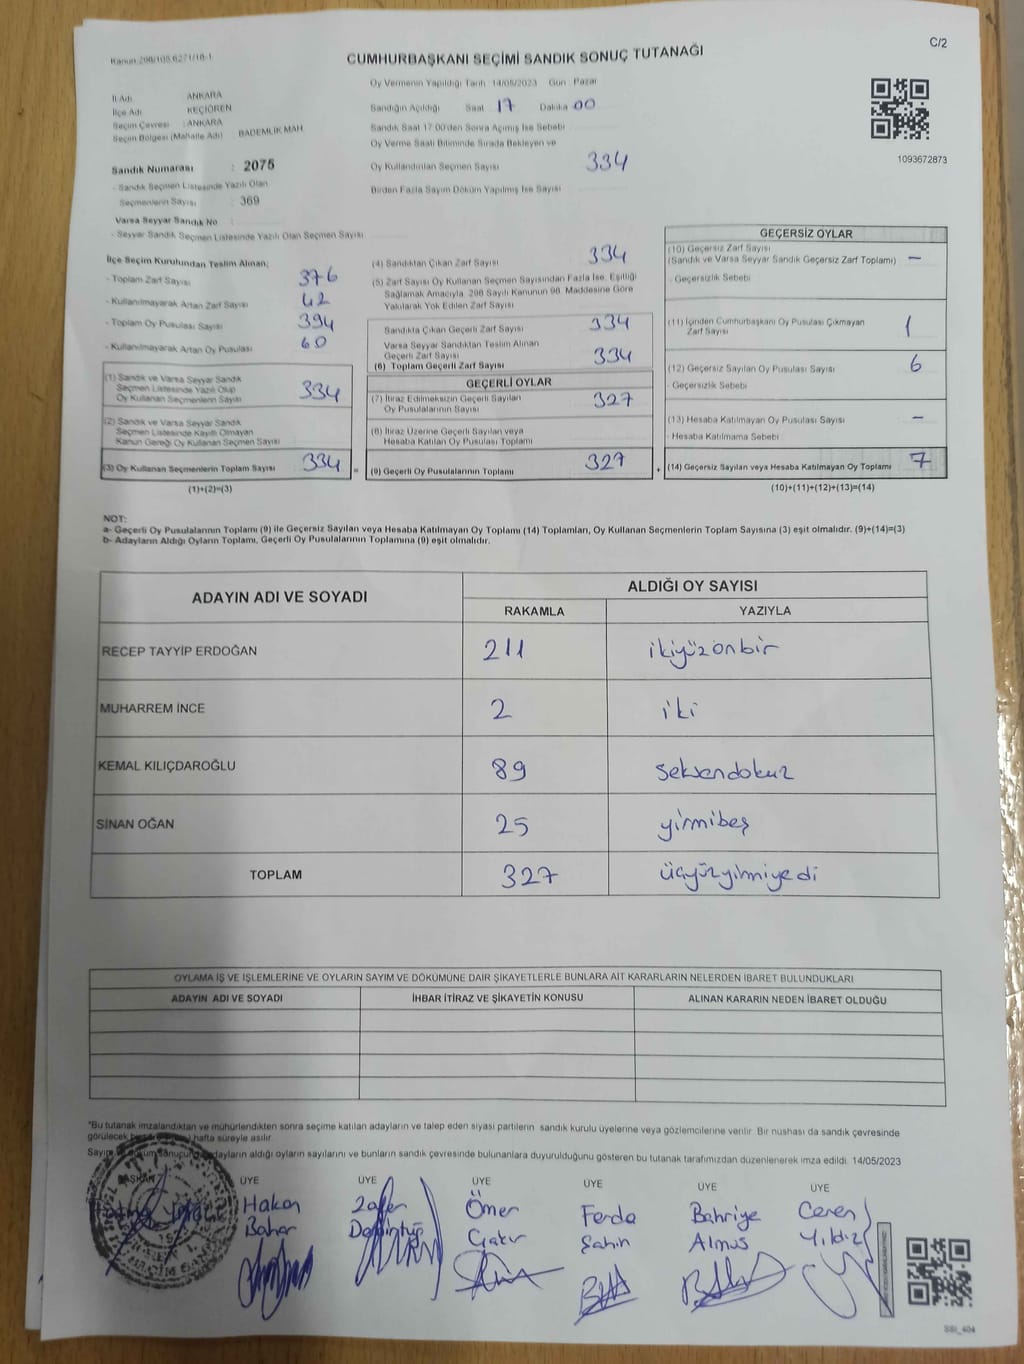 Kanun 298/105,6271/18-1
C/2
CUMHURBAŞKANI SEÇİMİ SANDIK SONUÇ TUTANAĞI
Oy Vermenin Yapıldığı Tarih 14/05/2023 Gün : Pazar
İl Adı ANKARA
İlçe Adı KEÇİÖREN
Seçim Çevresi : ANKARA
Seçim Bölgesi (Mahalle Adı) : BADEMLİK MAH.
Sandık Numarası : 2075
- Sandık Seçmen Listesinde Yazılı Olan
Seçmenlerin Sayısı : 369
Varsa Seyyar Sandık No :
- Seyyar Sandık Seçmen Listesinde Yazılı Olan Seçmen Sayısı
Sandığın Açıldığı Saat 17 Dakika 00
Sandık Saat 17:00'den Sonra Açılmış İse Sebebi
Oy Verme Saati Bitiminde Sırada Bekleyen ve
Oy Kullandırılan Seçmen Sayısı 334
Birden Fazla Sayım Döküm Yapılmış İse Sayısı
1093672873
İlçe Seçim Kurulundan Teslim Alınan;
- Toplam Zarf Sayısı 376
- Kullanılmayarak Artan Zarf Sayısı 42
- Toplam Oy Pusulası Sayısı 394
- Kullanılmayarak Artan Oy Pusulası 60
(1) Sandık ve Varsa Seyyar Sandık
Seçmen Listesinde Yazılı Olup
Oy Kullanan Seçmenlerin Sayısı 334
(2) Sandık ve Varsa Seyyar Sandık
Seçmen Listesinde Kayıtlı Olmayan
Kanun Gereği Oy Kullanan Seçmen Sayısı
(3) Oy Kullanan Seçmenlerin Toplam Sayısı 334 =
(1)+(2)=(3)
(4) Sandıktan Çıkan Zarf Sayısı 334
(5) Zarf Sayısı Oy Kullanan Seçmen Sayısından Fazla İse, Eşitliği
Sağlamak Amacıyla, 298 Sayılı Kanunun 98. Maddesine Göre
Yakılarak Yok Edilen Zarf Sayısı
Sandıkta Çıkan Geçerli Zarf Sayısı 334
Varsa Seyyar Sandıktan Teslim Alınan
Geçerli Zarf Sayısı
(6) Toplam Geçerli Zarf Sayısı 334
GEÇERLİ OYLAR
(7) İtiraz Edilmeksizin Geçerli Sayılan
Oy Pusulalarının Sayısı 327
(8) İtiraz Üzerine Geçerli Sayılan veya
Hesaba Katılan Oy Pusulası Toplamı
(9) Geçerli Oy Pusulalarının Toplamı 327 +
GEÇERSİZ OYLAR
(10) Geçersiz Zarf Sayısı
(Sandık ve Varsa Seyyar Sandık Geçersiz Zarf Toplamı) -
- Geçersizlik Sebebi
(11) İçinden Cumhurbaşkanı Oy Pusulası Çıkmayan
Zarf Sayısı 1
(12) Geçersiz Sayılan Oy Pusulası Sayısı 6
Geçersizlik Sebebi
(13) Hesaba Katılmayan Oy Pusulası Sayısı -
- Hesaba Katılmama Sebebi
(14) Geçersiz Sayılan veya Hesaba Katılmayan Oy Toplamı 7
(10)+(11)+(12)+(13)=(14)
NOT:
a- Geçerli Oy Pusulalarının Toplamı (9) ile Geçersiz Sayılan veya Hesaba Katılmayan Oy Toplamı (14) Toplamları, Oy Kullanan Seçmenlerin Toplam Sayısına (3) eşit olmalıdır. (9)+(14)=(3)
b- Adayların Aldığı Oyların Toplamı, Geçerli Oy Pusulalarının Toplamına (9) eşit olmalıdır.
ADAYIN ADI VE SOYADI
ALDIĞI OY SAYISI
RAKAMLA YAZIYLA
RECEP TAYYİP ERDOĞAN 211 ikiyüzonbir
MUHARREM İNCE 2 iki
KEMAL KILIÇDAROĞLU 89 seksendokuz
SİNAN OĞAN 25 yirmibeş
TOPLAM 327 üçyüzyirmiyedi
OYLAMA İŞ VE İŞLEMLERİNE VE OYLARIN SAYIM VE DÖKÜMÜNE DAİR ŞİKAYETLERLE BUNLARA AİT KARARLARIN NELERDEN İBARET BULUNDUKLARI
ADAYIN ADI VE SOYADI İHBAR İTİRAZ VE ŞİKAYETİN KONUSU ALINAN KARARIN NEDEN İBARET OLDUĞU
*Bu tutanak imzalandıktan ve mühürlendikten sonra seçime katılan adayların ve talep eden siyasi partilerin sandık kurulu üyelerine veya gözlemcilerine verilir. Bir nüshası da sandık çevresinde
görülecek hafta süreyle asılır.
Sayım adayların aldığı oyların sayılarını ve bunların sandık çevresinde bulunanlara duyurulduğunu gösteren bu tutanak tarafımızdan düzenlenerek imza edildi. 14/05/2023
BAŞKAN ÜYE ÜYE ÜYE ÜYE ÜYE ÜYE
Hakan Zafer Ömer Ferda Bahriye Ceren
Bahar Çakır Şahin Almus Yıldız
SSI_404